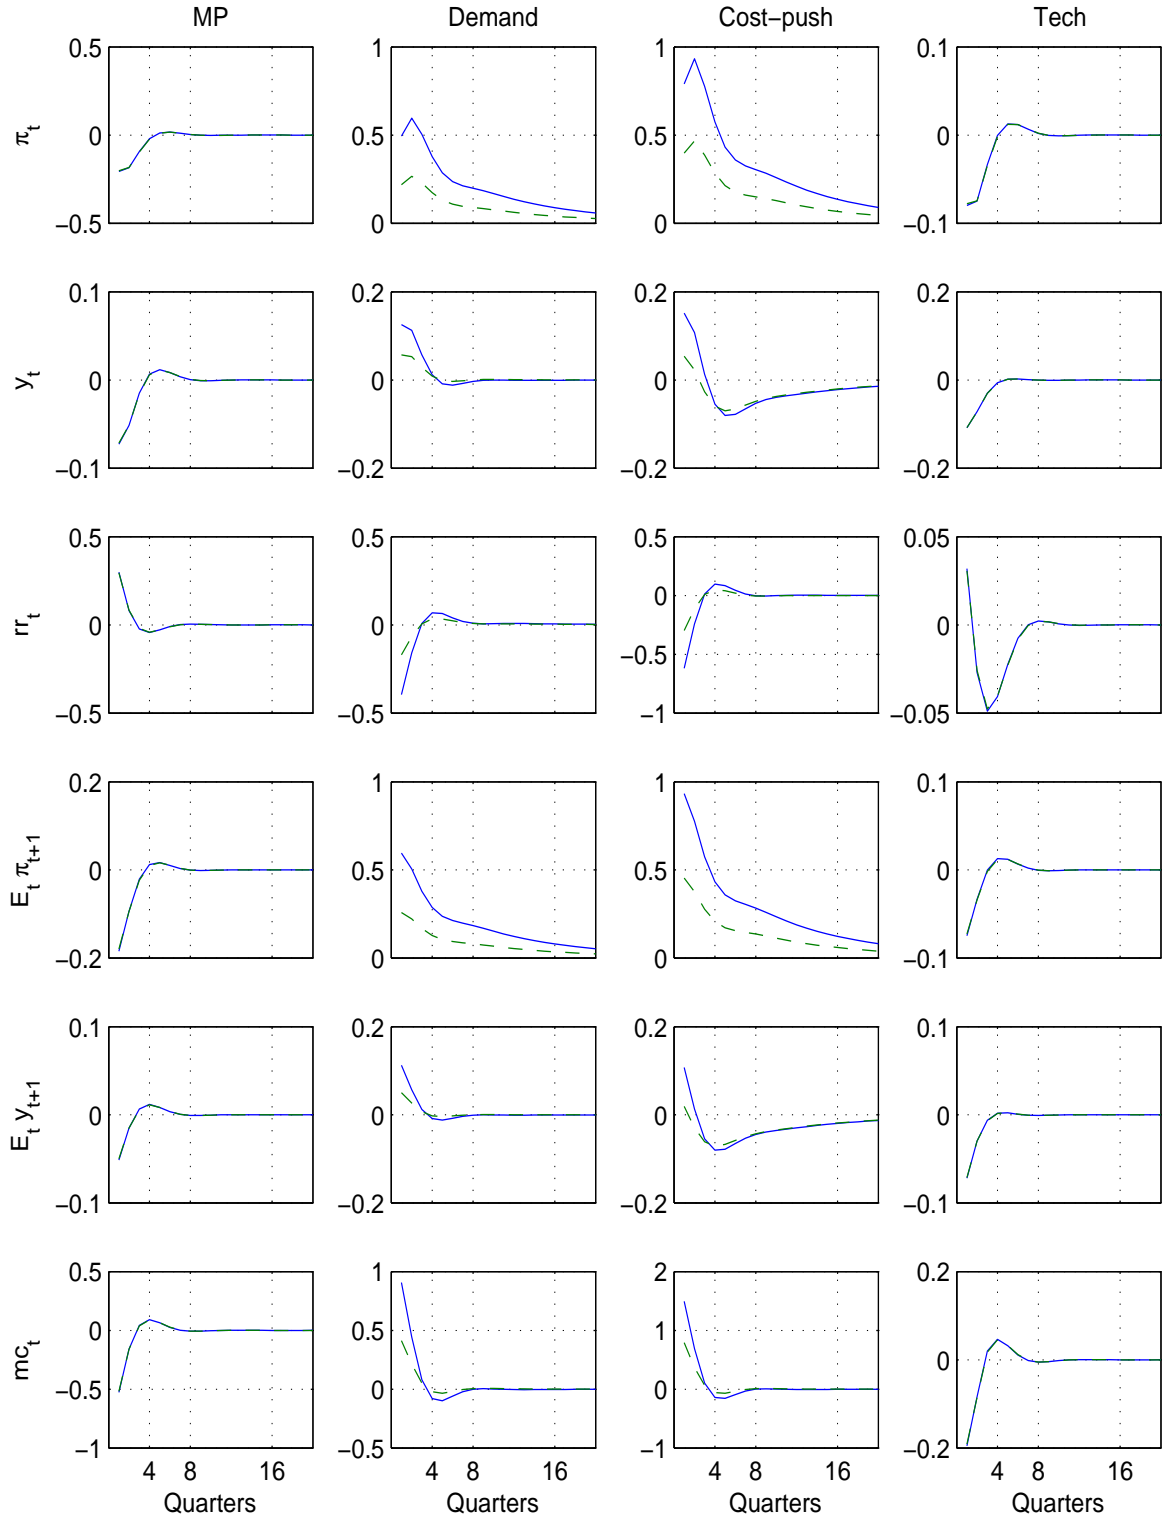 MP Demand Cost−push Tech
0.5 1 1 0.1
π_t 0 0.5 0.5 0
−0.5 0 0 −0.1
0.1 0.2 0.2 0.2
y_t 0 0 0 0
−0.1 −0.2 −0.2 −0.2
0.5 0.5 0.5 0.05
rr_t 0 0 0 −0.5 0
−0.5 −0.5 −1 −0.05
0.2 1 1 0.1
E_t π_{t+1} 0 0.5 0.5 0
−0.2 0 0 −0.1
0.1 0.2 0.2 0.1
E_t y_{t+1} 0 0 0 0
−0.1 −0.2 −0.2 −0.1
0.5 1 2 0.2
mc_t 0 −0.5 0.5 0 1 0 0
−1 −0.5 −1 −0.2
4 8 16 4 8 16 4 8 16 4 8 16
Quarters Quarters Quarters Quarters